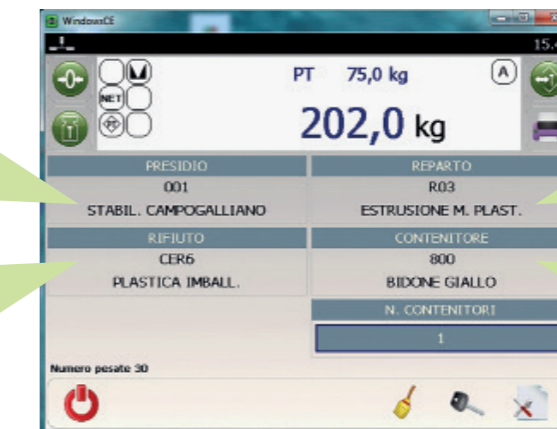 WindowsCE
15.4
PT 75,0 kg
A
NET
PT
202,0 kg
PRESIDIO
001
STABIL. CAMPOGALLIANO
REPARTO
R03
ESTRUSIONE M. PLAST.
RIFIUTO
CER6
PLASTICA IMBALL.
CONTENITORE
800
BIDONE GIALLO
N. CONTENITORI
1
Numero pesate 30